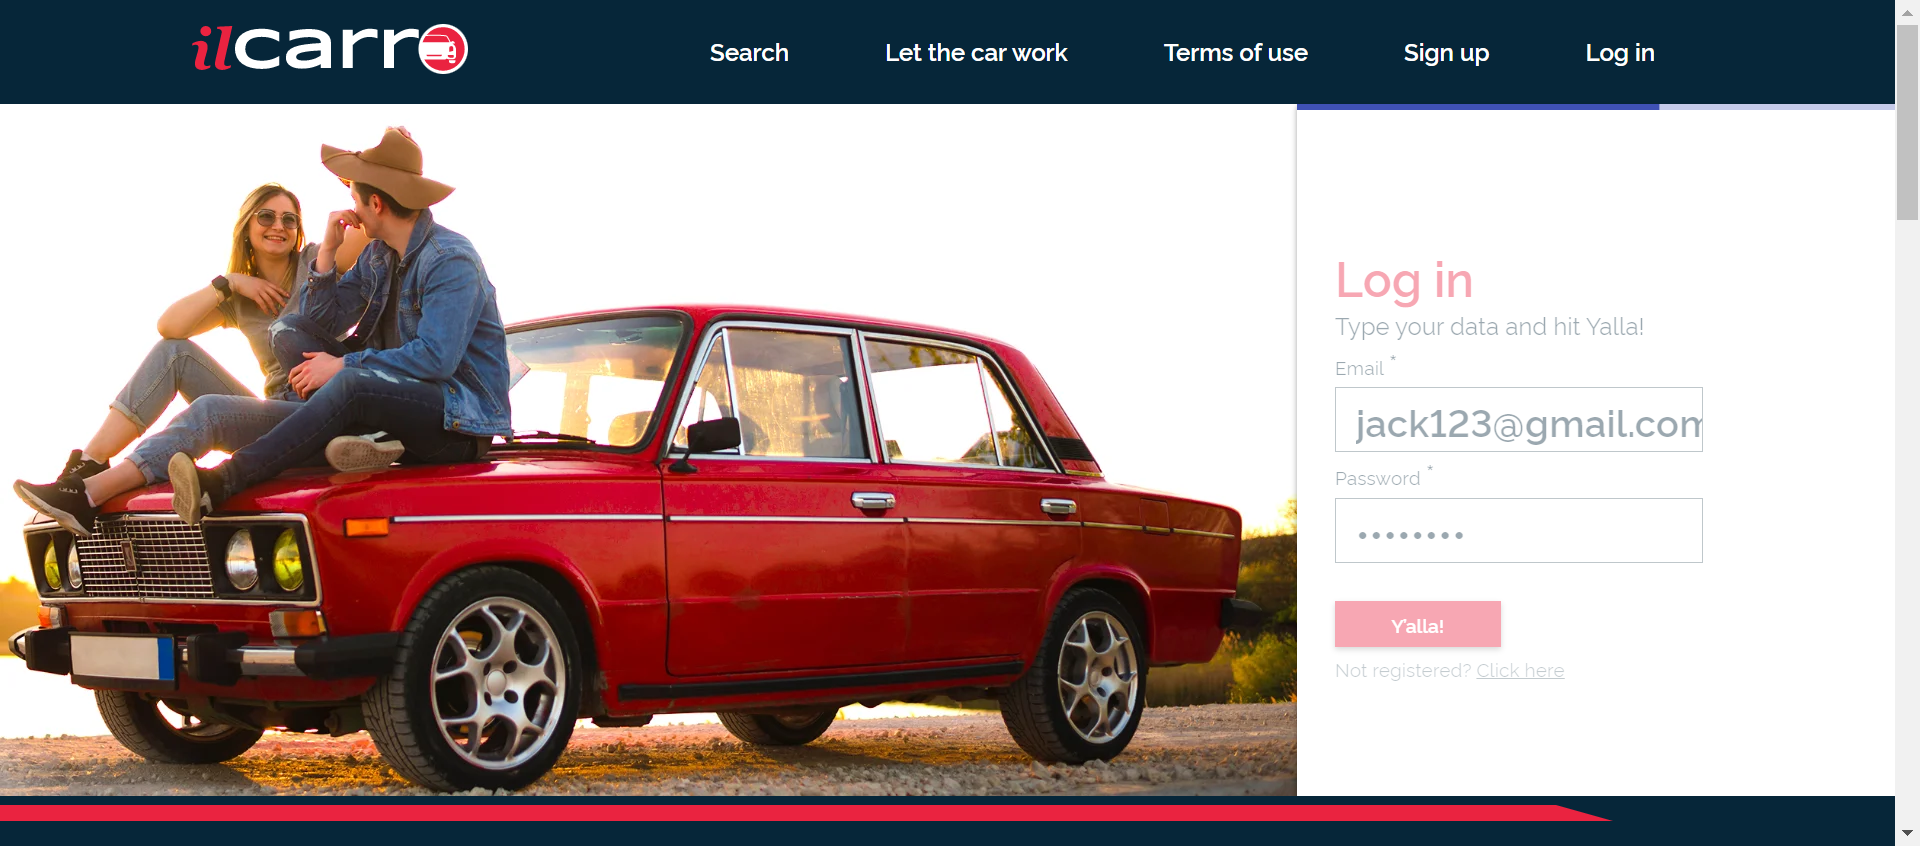 ilcarro
Search Let the car work Terms of use Sign up Log in
Log in
Type your data and hit Yalla!
Email *
jack123@gmail.com
Password *
••••••••
Y'alla!
Not registered? Click here